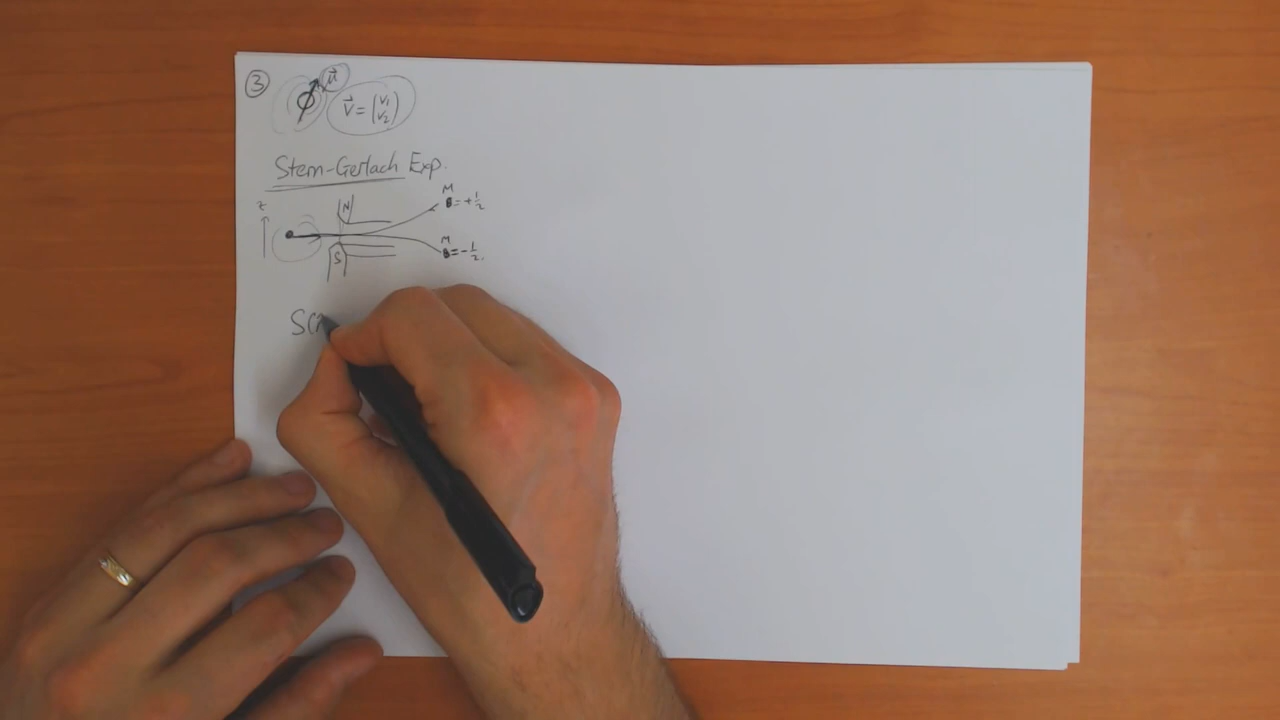 ③ μ⃗ v⃗ = (v₁ v₂)
Stern-Gerlach Exp.
z N M = +½
S M = -½
S(